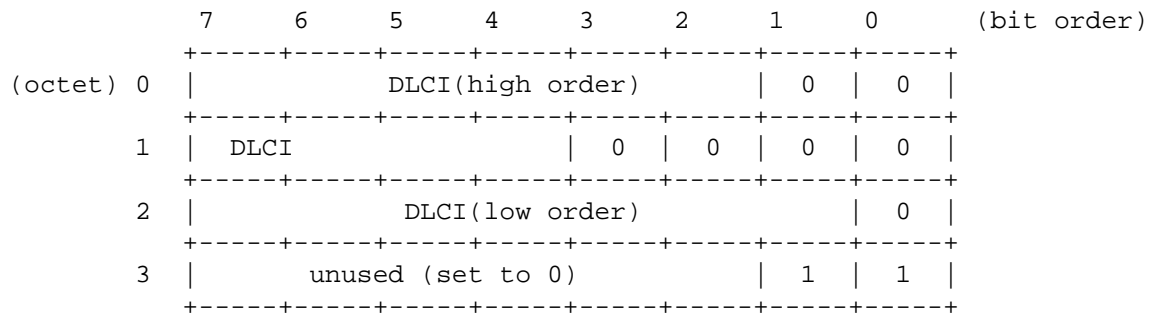 7 6 5 4 3 2 1 0 (bit order)
+-----+-----+-----+-----+-----+-----+-----+-----+
(octet) 0 | DLCI(high order) | 0 | 0 |
+-----+-----+-----+-----+-----+-----+-----+-----+
1 | DLCI | 0 | 0 | 0 | 0 |
+-----+-----+-----+-----+-----+-----+-----+-----+
2 | DLCI(low order) | 0 |
+-----+-----+-----+-----+-----+-----+-----+-----+
3 | unused (set to 0) | 1 | 1 |
+-----+-----+-----+-----+-----+-----+-----+-----+